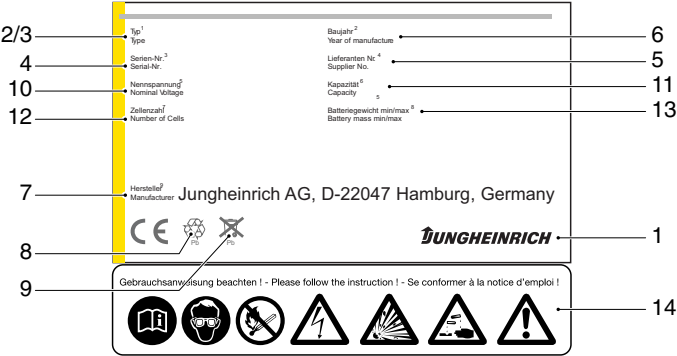 2/3 Typ¹ Baujahr² 6
Type Year of manufacture
4 Serien-Nr.³ Lieferanten Nr.⁴ 5
Serial-Nr. Supplier No.
10 Nennspannung⁵ Kapazität⁶ 11
Nominal Voltage Capacity 5
12 Zellenzahl⁷ Batteriegewicht min/max⁸ 13
Number of Cells Battery mass min/max
7 Hersteller⁹ Jungheinrich AG, D-22047 Hamburg, Germany
Manufacturer
CE Pb Pb JUNGHEINRICH 1
8
9
Gebrauchsanweisung beachten ! - Please follow the instruction ! - Se conformer à la notice d'emploi !
14